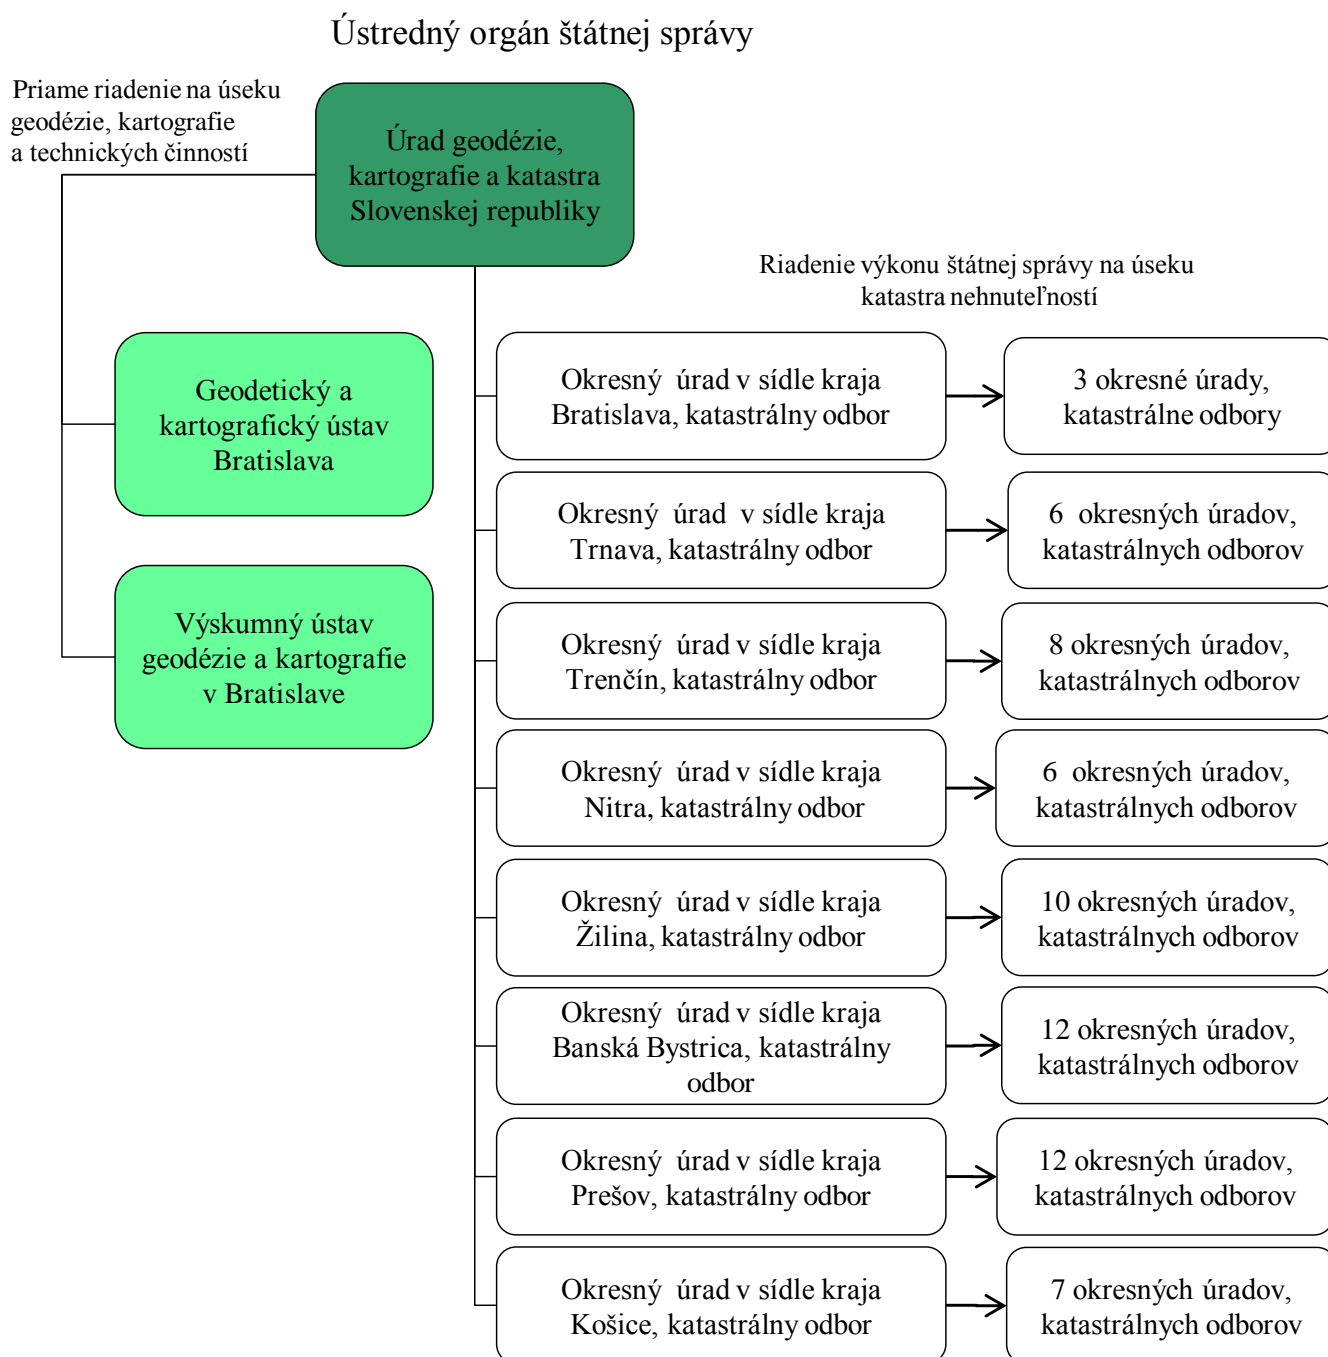 Ústredný orgán štátnej správy
Priame riadenie na úseku
geodézie, kartografie
a technických činností
Úrad geodézie,
kartografie a katastra
Slovenskej republiky
Riadenie výkonu štátnej správy na úseku
katastra nehnuteľností
Geodetický a
kartografický ústav
Bratislava
Výskumný ústav
geodézie a kartografie
v Bratislave
Okresný úrad v sídle kraja
Bratislava, katastrálny odbor
3 okresné úrady,
katastrálne odbory
Okresný úrad v sídle kraja
Trnava, katastrálny odbor
6 okresných úradov,
katastrálnych odborov
Okresný úrad v sídle kraja
Trenčín, katastrálny odbor
8 okresných úradov,
katastrálnych odborov
Okresný úrad v sídle kraja
Nitra, katastrálny odbor
6 okresných úradov,
katastrálnych odborov
Okresný úrad v sídle kraja
Žilina, katastrálny odbor
10 okresných úradov,
katastrálnych odborov
Okresný úrad v sídle kraja
Banská Bystrica, katastrálny
odbor
12 okresných úradov,
katastrálnych odborov
Okresný úrad v sídle kraja
Prešov, katastrálny odbor
12 okresných úradov,
katastrálnych odborov
Okresný úrad v sídle kraja
Košice, katastrálny odbor
7 okresných úradov,
katastrálnych odborov